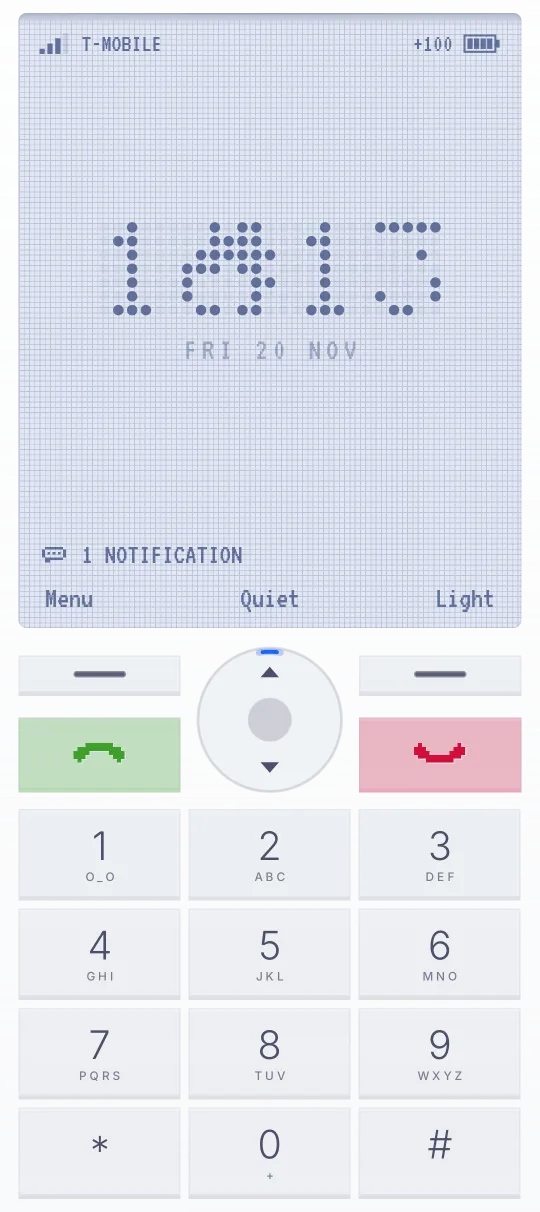 T-MOBILE +100
FRI 20 NOV
1 NOTIFICATION
Menu Quiet Light
1 2 3
O_O ABC DEF
4 5 6
GHI JKL MNO
7 8 9
PQRS TUV WXYZ
* 0 #
+